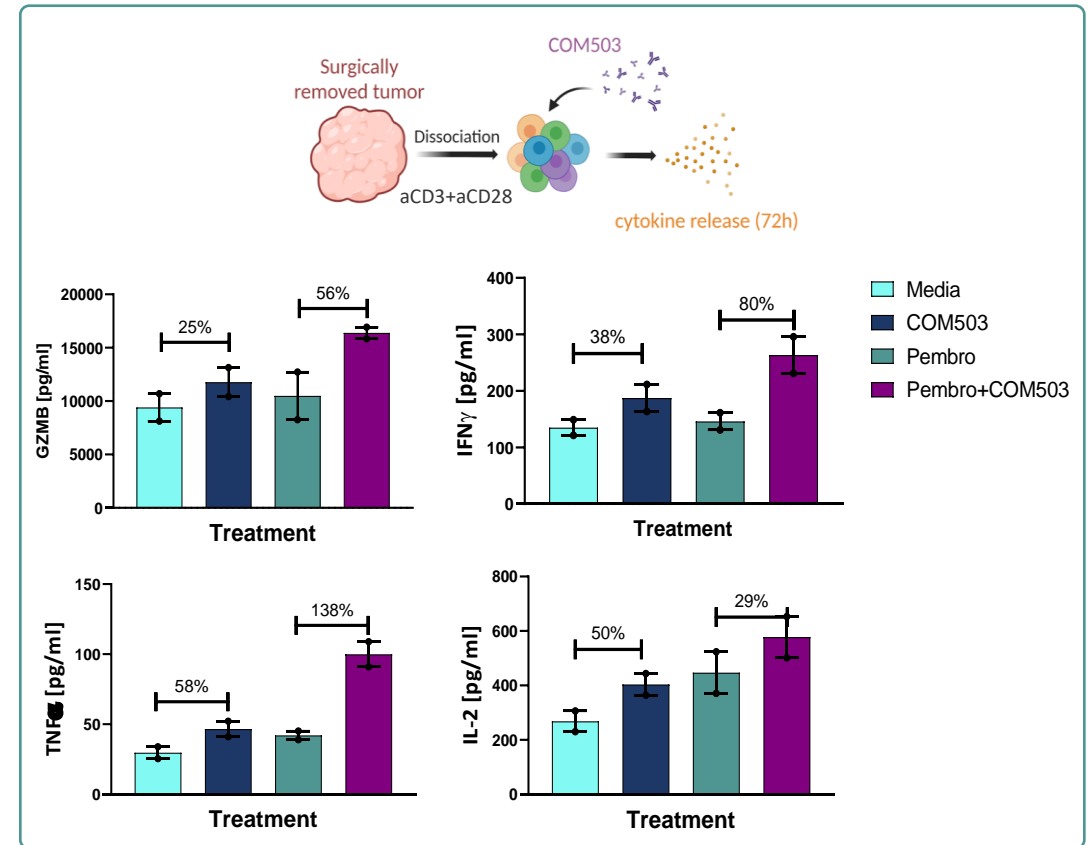 COM503
Surgically
removed tumor
Dissociation
aCD3+aCD28
cytokine release (72h)
GZMB [pg/ml]
20000
15000
10000
5000
0
25%
56%
Treatment
IFNγ [pg/ml]
400
300
200
100
0
38%
80%
Treatment
Media
COM503
Pembro
Pembro+COM503
TNFα [pg/ml]
150
100
50
0
58%
138%
Treatment
IL-2 [pg/ml]
800
600
400
200
0
50%
29%
Treatment